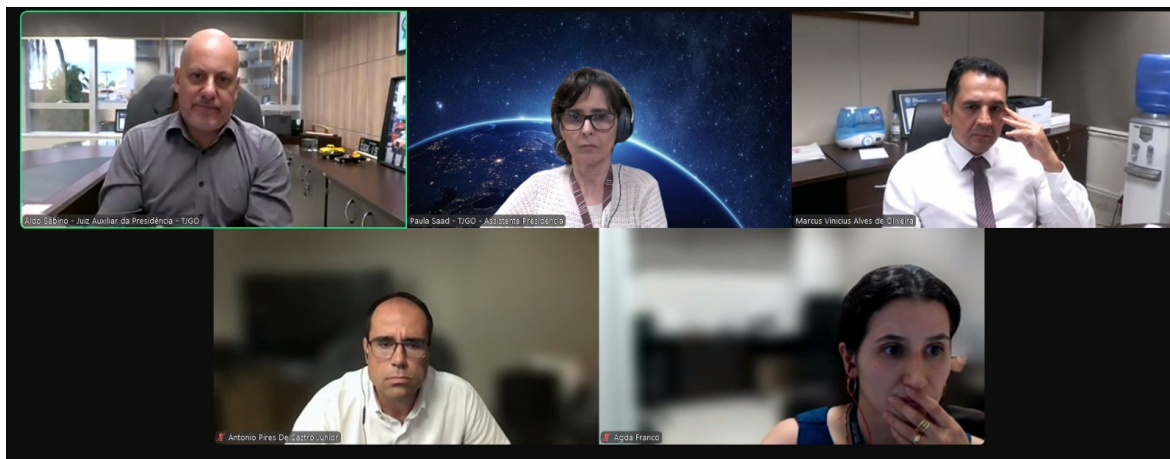 Aldo Sabino - Juiz Auxiliar da Presidência - TJGO
Paula Saad - TJGO - Assistente Presidência
Marcus Vinicius Alves de Oliveira
Antonio Pires De Castro Junior
Agda Franco